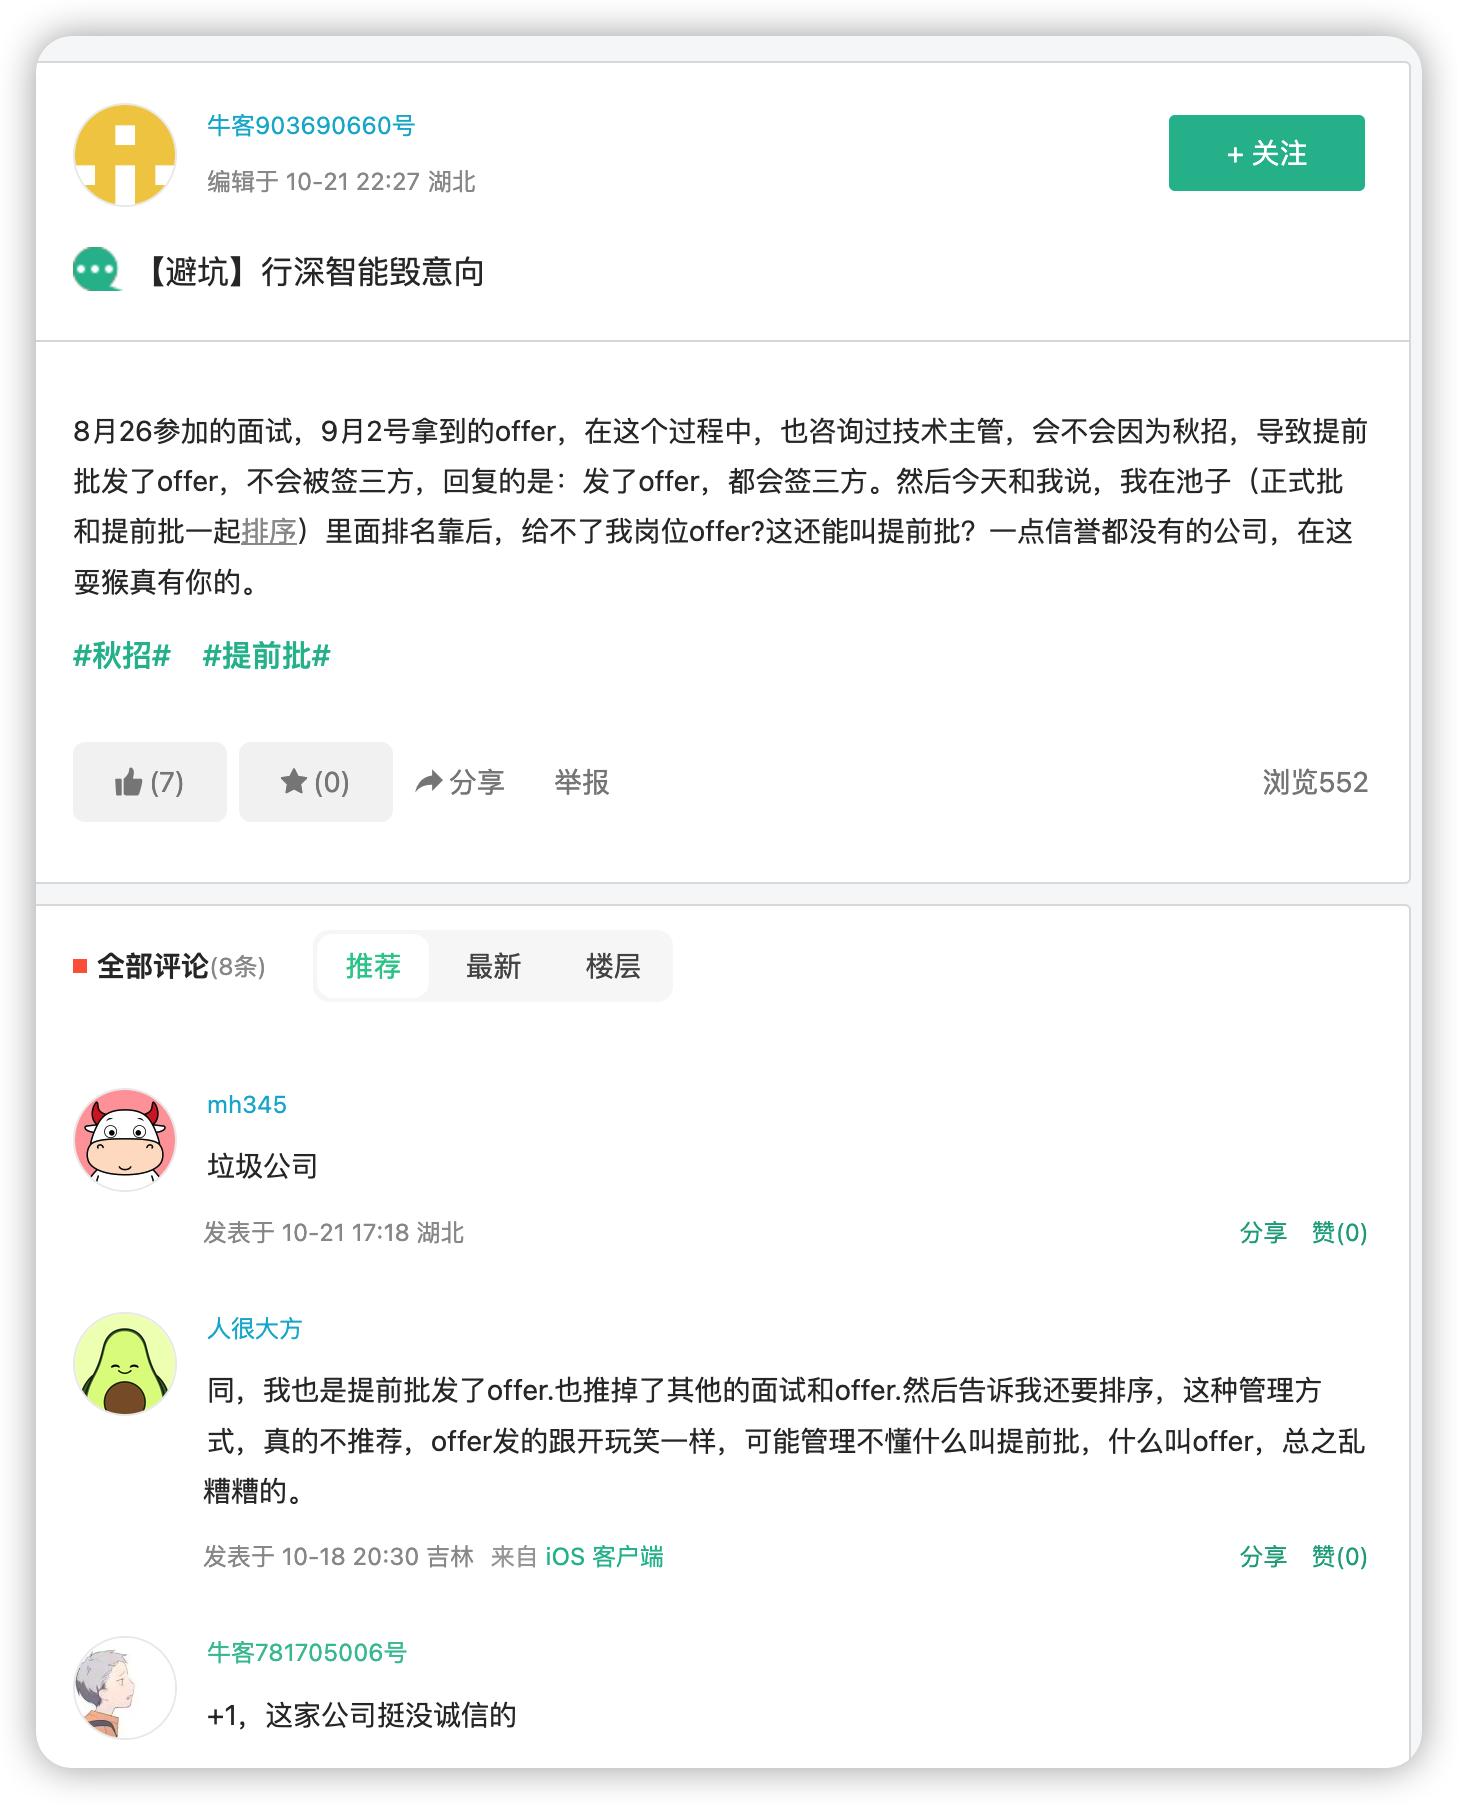 牛客903690660号
编辑于 10-21 22:27 湖北
+ 关注
【避坑】行深智能毁意向
8月26参加的面试，9月2号拿到的offer，在这个过程中，也咨询过技术主管，会不会因为秋招，导致提前
批发了offer，不会被签三方，回复的是：发了offer，都会签三方。然后今天和我说，我在池子（正式批
和提前批一起排序）里面排名靠后，给不了我岗位offer?这还能叫提前批？一点信誉都没有的公司，在这
耍猴真有你的。
#秋招# #提前批#
(7) (0) 分享 举报 浏览552
全部评论(8条) 推荐 最新 楼层
mh345
垃圾公司
发表于 10-21 17:18 湖北 分享 赞(0)
人很大方
同，我也是提前批发了offer.也推掉了其他的面试和offer.然后告诉我还要排序，这种管理方
式，真的不推荐，offer发的跟开玩笑一样，可能管理不懂什么叫提前批，什么叫offer，总之乱
糟糟的。
发表于 10-18 20:30 吉林 来自 iOS 客户端 分享 赞(0)
牛客781705006号
+1，这家公司挺没诚信的